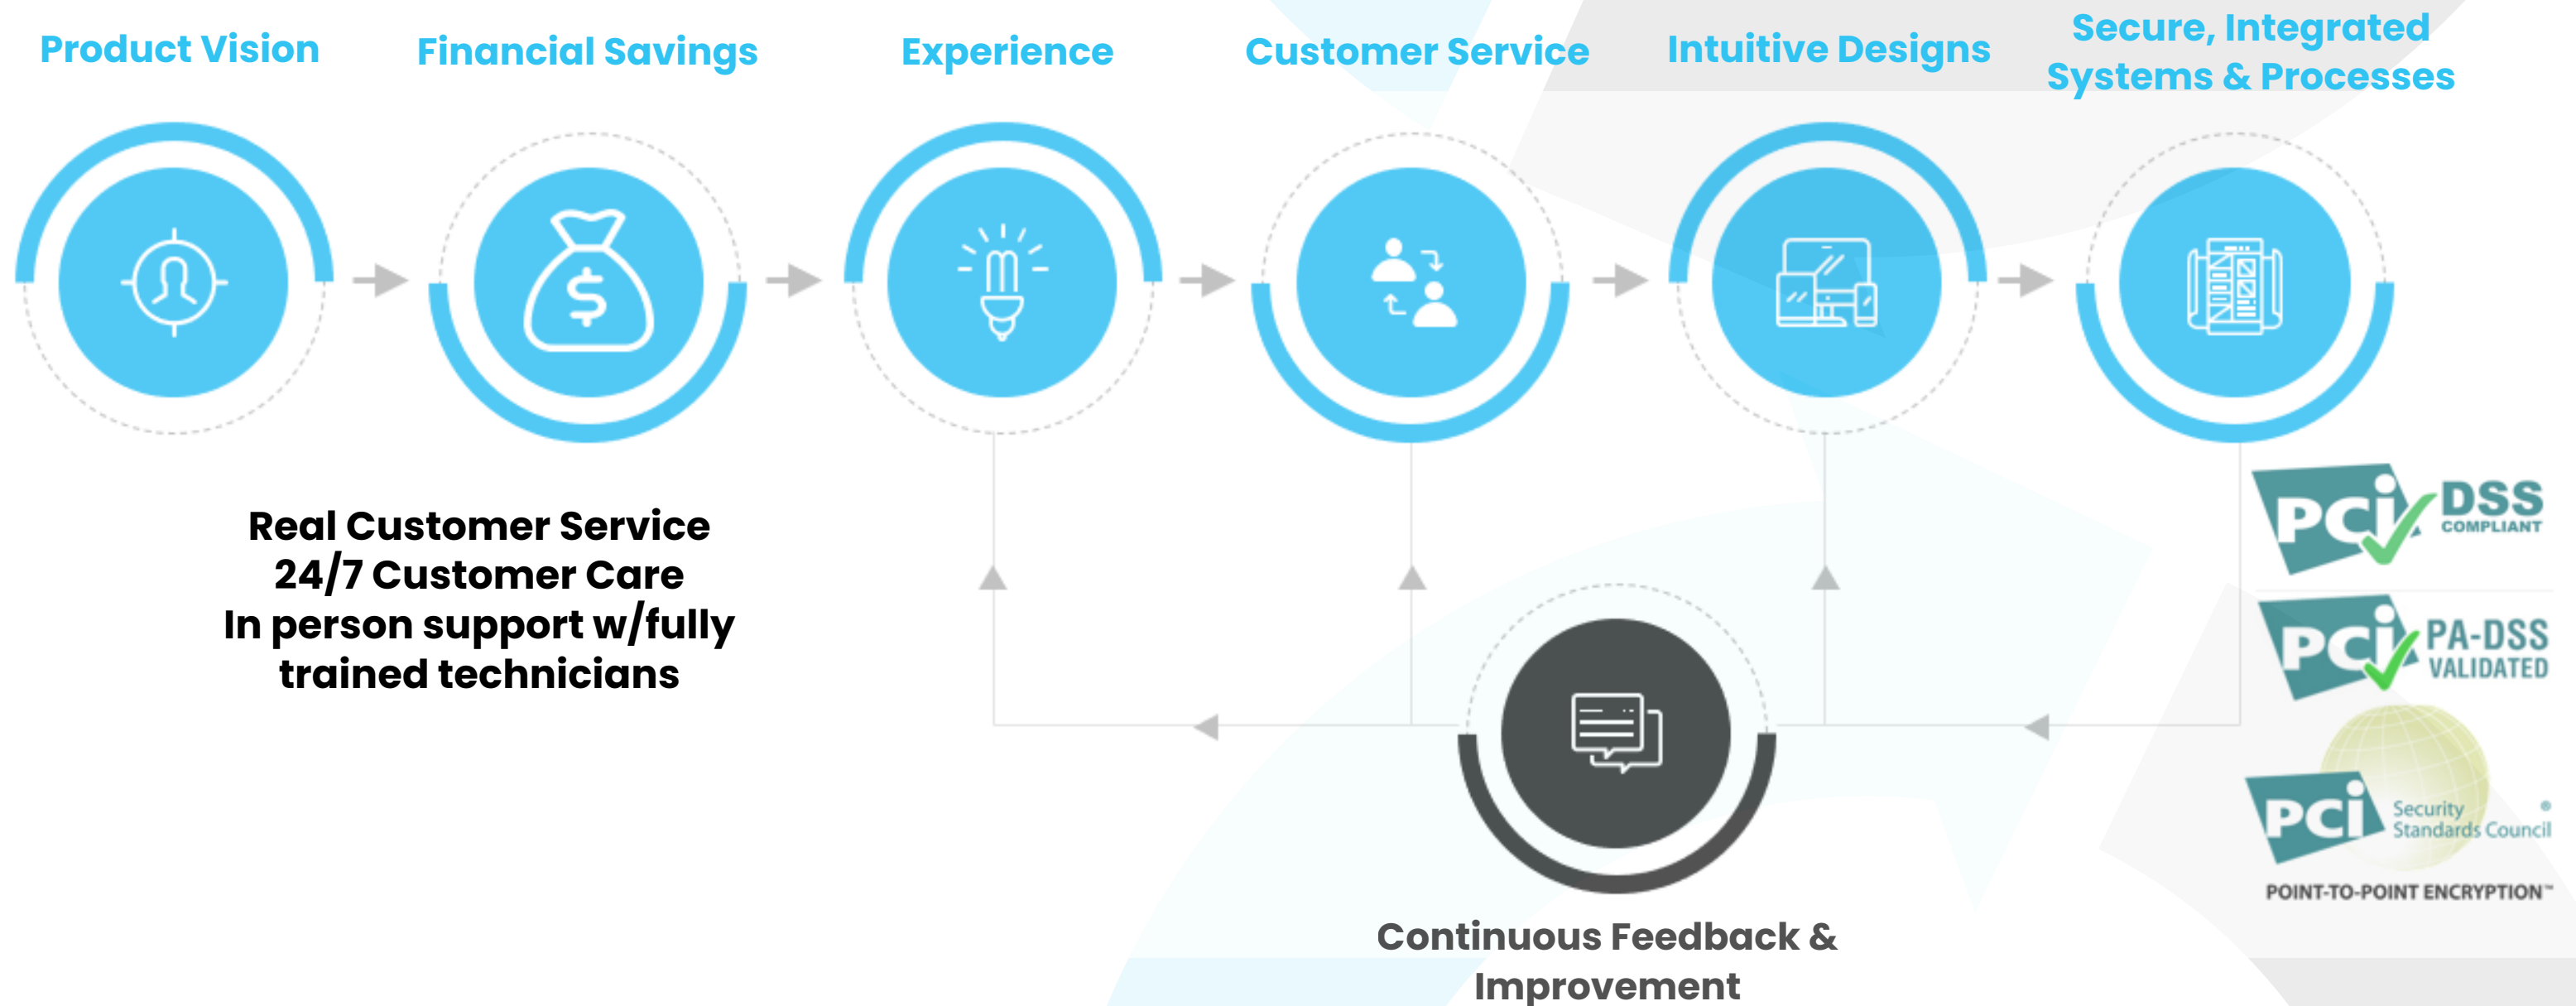 Product Vision
Financial Savings
Experience
Customer Service
Intuitive Designs
Secure, Integrated
Systems & Processes
Real Customer Service
24/7 Customer Care
In person support w/fully
trained technicians
PCi DSS
COMPLIANT
PCi PA-DSS
VALIDATED
PCi Security ®
Standards Council
POINT-TO-POINT ENCRYPTION™
Continuous Feedback &
Improvement